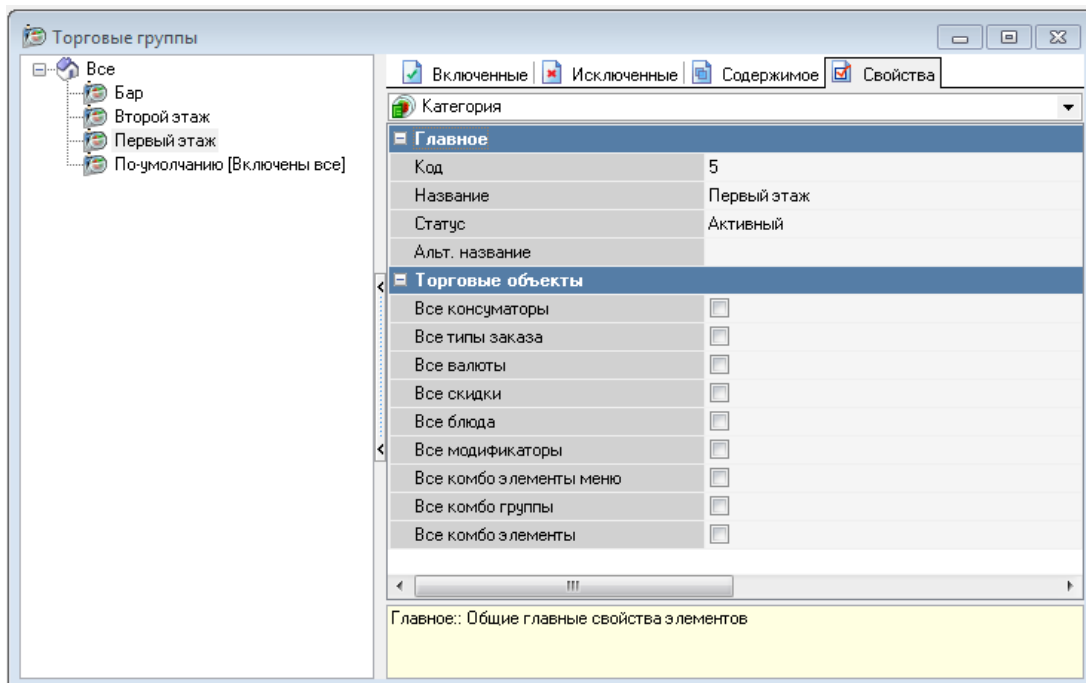 Торговые группы
Все
Бар
Второй этаж
Первый этаж
По-умолчанию [Включены все]
Включенные Исключенные Содержимое Свойства
Категория
Главное
Код 5
Название Первый этаж
Статус Активный
Альт. название
Торговые объекты
Все консуматоры
Все типы заказа
Все валюты
Все скидки
Все блюда
Все модификаторы
Все комбо элементы меню
Все комбо группы
Все комбо элементы
Главное:: Общие главные свойства элементов